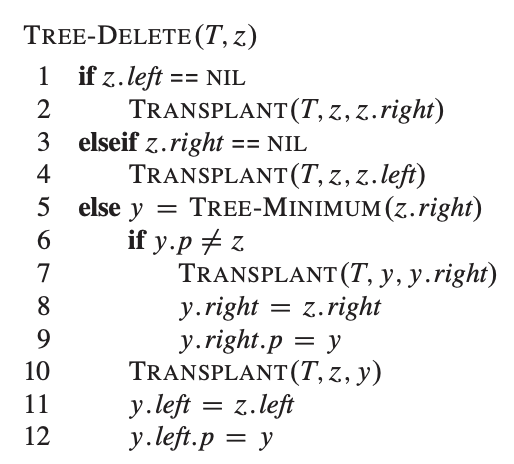 TREE-DELETE(T, z)
1 if z.left == NIL
2 TRANSPLANT(T, z, z.right)
3 elseif z.right == NIL
4 TRANSPLANT(T, z, z.left)
5 else y = TREE-MINIMUM(z.right)
6 if y.p ≠ z
7 TRANSPLANT(T, y, y.right)
8 y.right = z.right
9 y.right.p = y
10 TRANSPLANT(T, z, y)
11 y.left = z.left
12 y.left.p = y